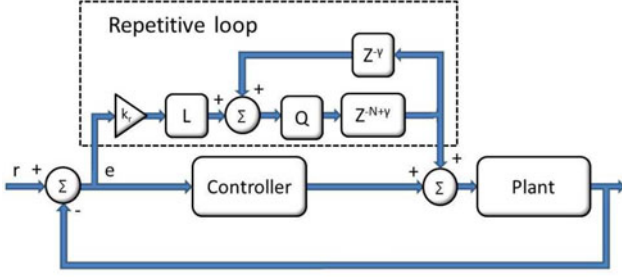 Repetitive loop
Z-γ
+
kᵣ
L
+
Σ
Q
Z-N+γ
r
+
Σ
-
e
Controller
+
+
Σ
Plant